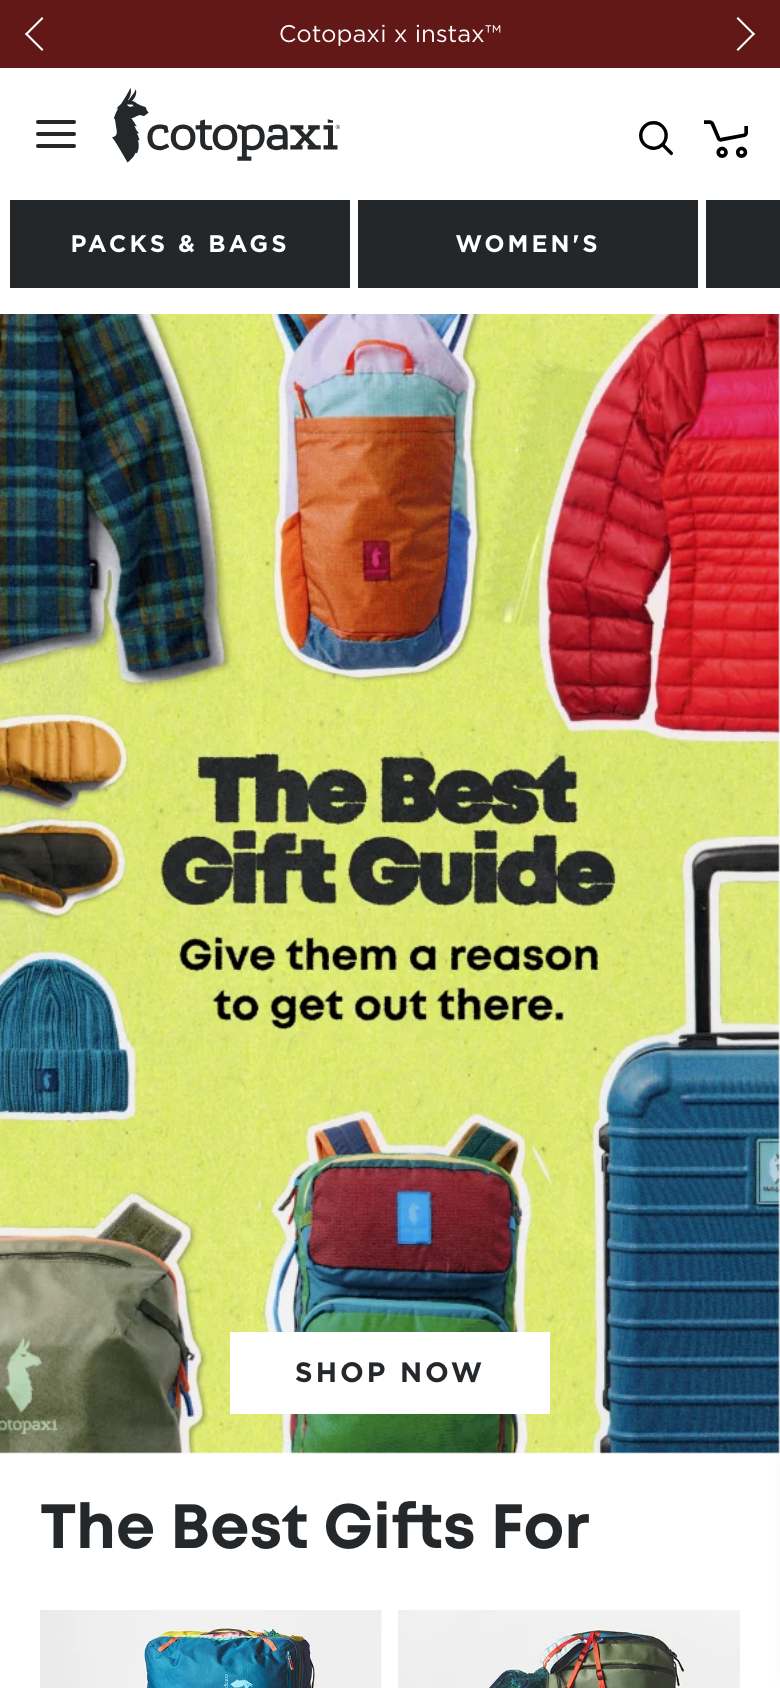 Cotopaxi x instax™
cotopaxi
PACKS & BAGS
WOMEN'S
The Best
Gift Guide
Give them a reason
to get out there.
otopaxi
SHOP NOW
The Best Gifts For